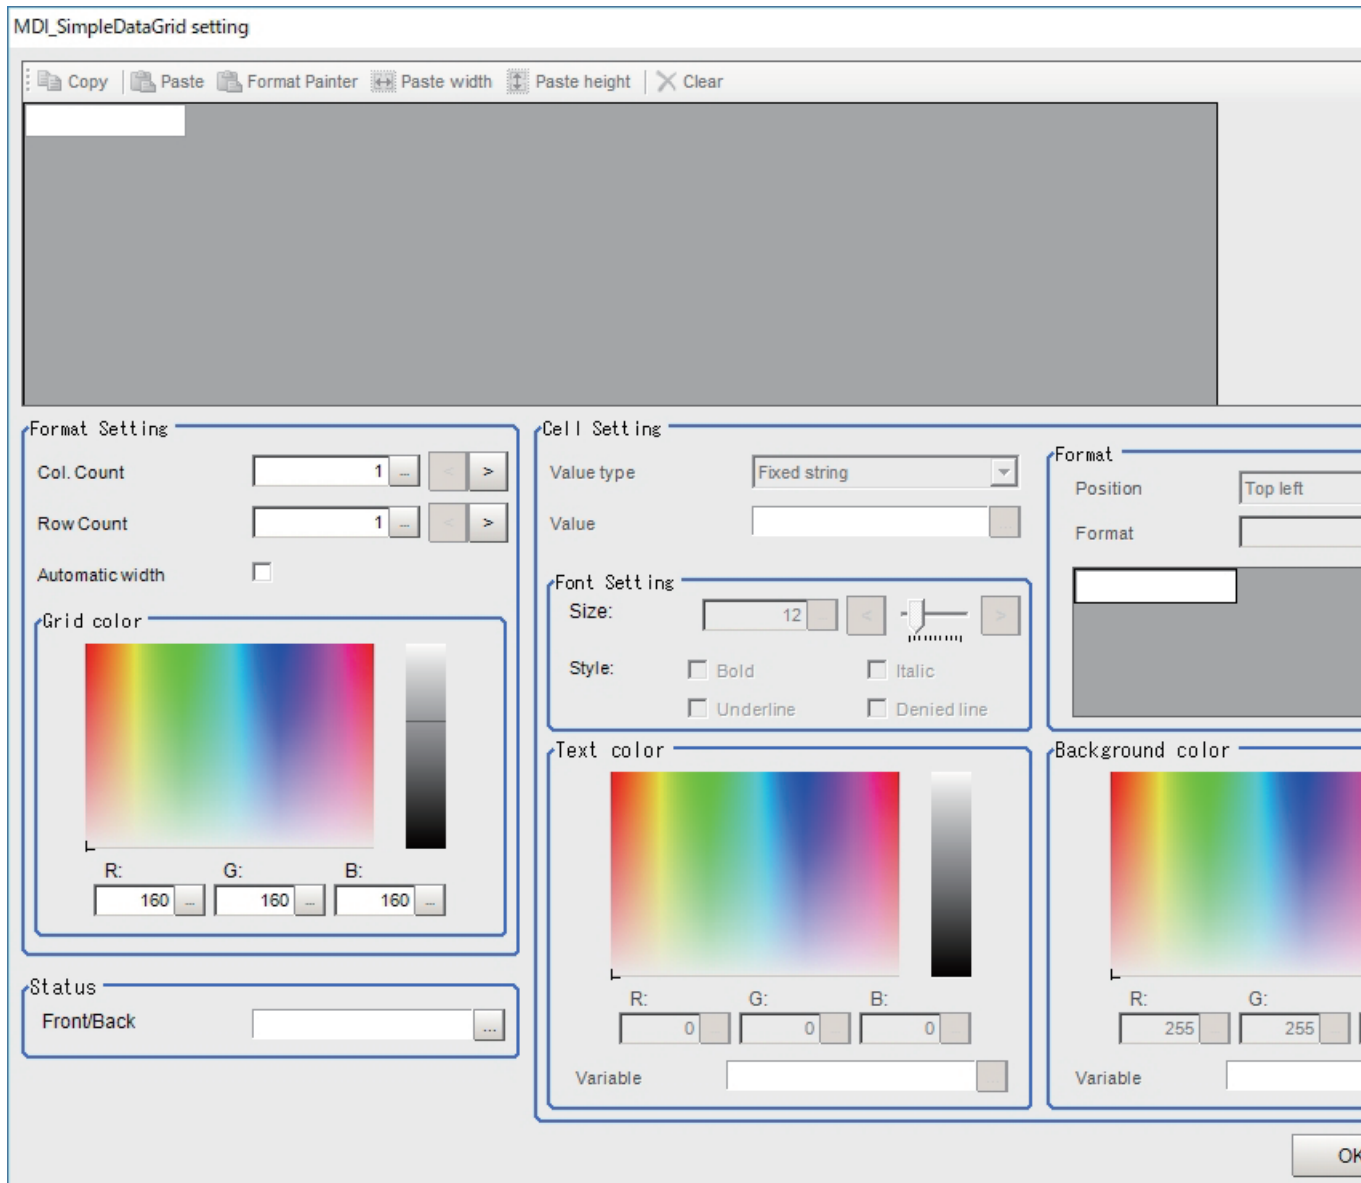 MDI_SimpleDataGrid setting
Copy Paste Format Painter Paste width Paste height Clear
Format Setting
Col. Count 1 ... < >
Row Count 1 ... < >
Automatic width
Grid color
R: G: B:
160 ... 160 ... 160 ...
Status
Front/Back ...
Cell Setting
Value type Fixed string
Value ...
Font Setting
Size: 12 ... < >
Style: Bold Italic
Underline Denied line
Format
Position Top left
Format
Text color
R: G: B:
0 ... 0 ... 0 ...
Variable ...
Background color
R: G:
255 ... 255 ...
Variable
OK